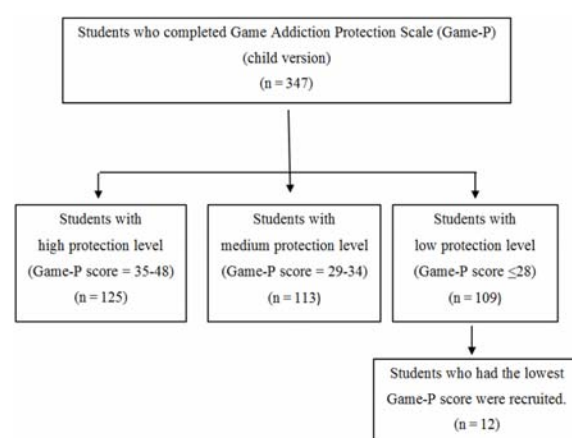 Students who completed Game Addiction Protection Scale (Game-P)
(child version)
(n = 347)
Students with
high protection level
(Game-P score = 35-48)
(n = 125)
Students with
medium protection level
(Game-P score = 29-34)
(n = 113)
Students with
low protection level
(Game-P score ≤28)
(n = 109)
Students who had the lowest
Game-P score were recruited.
(n = 12)